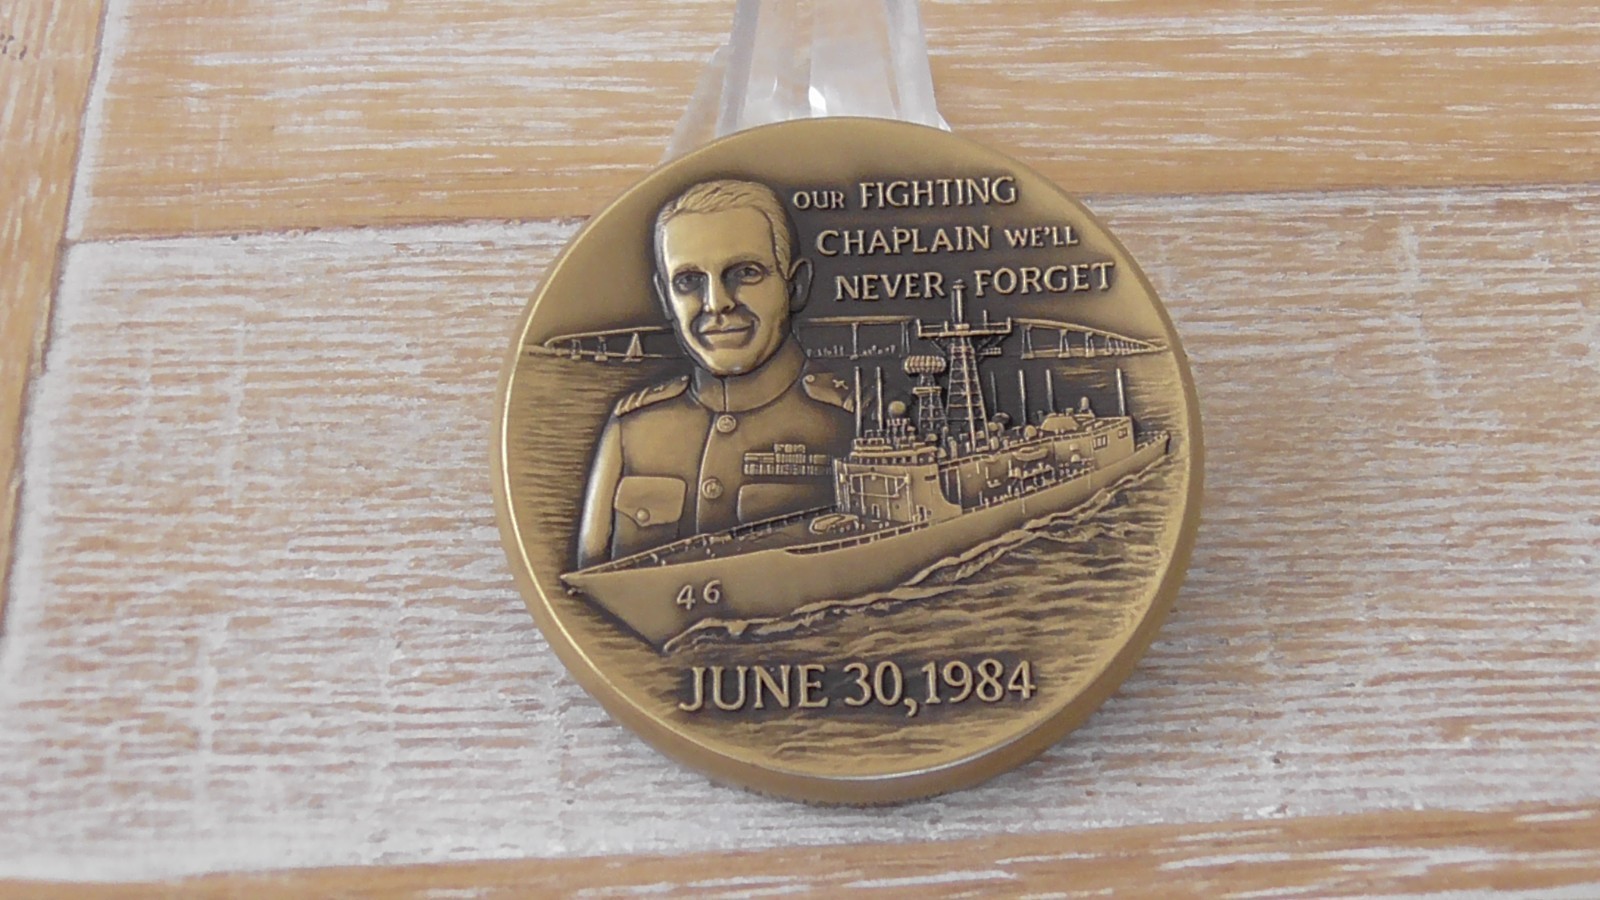 OUR FIGHTING
CHAPLAIN WE'LL
NEVER FORGET
46
JUNE 30, 1984